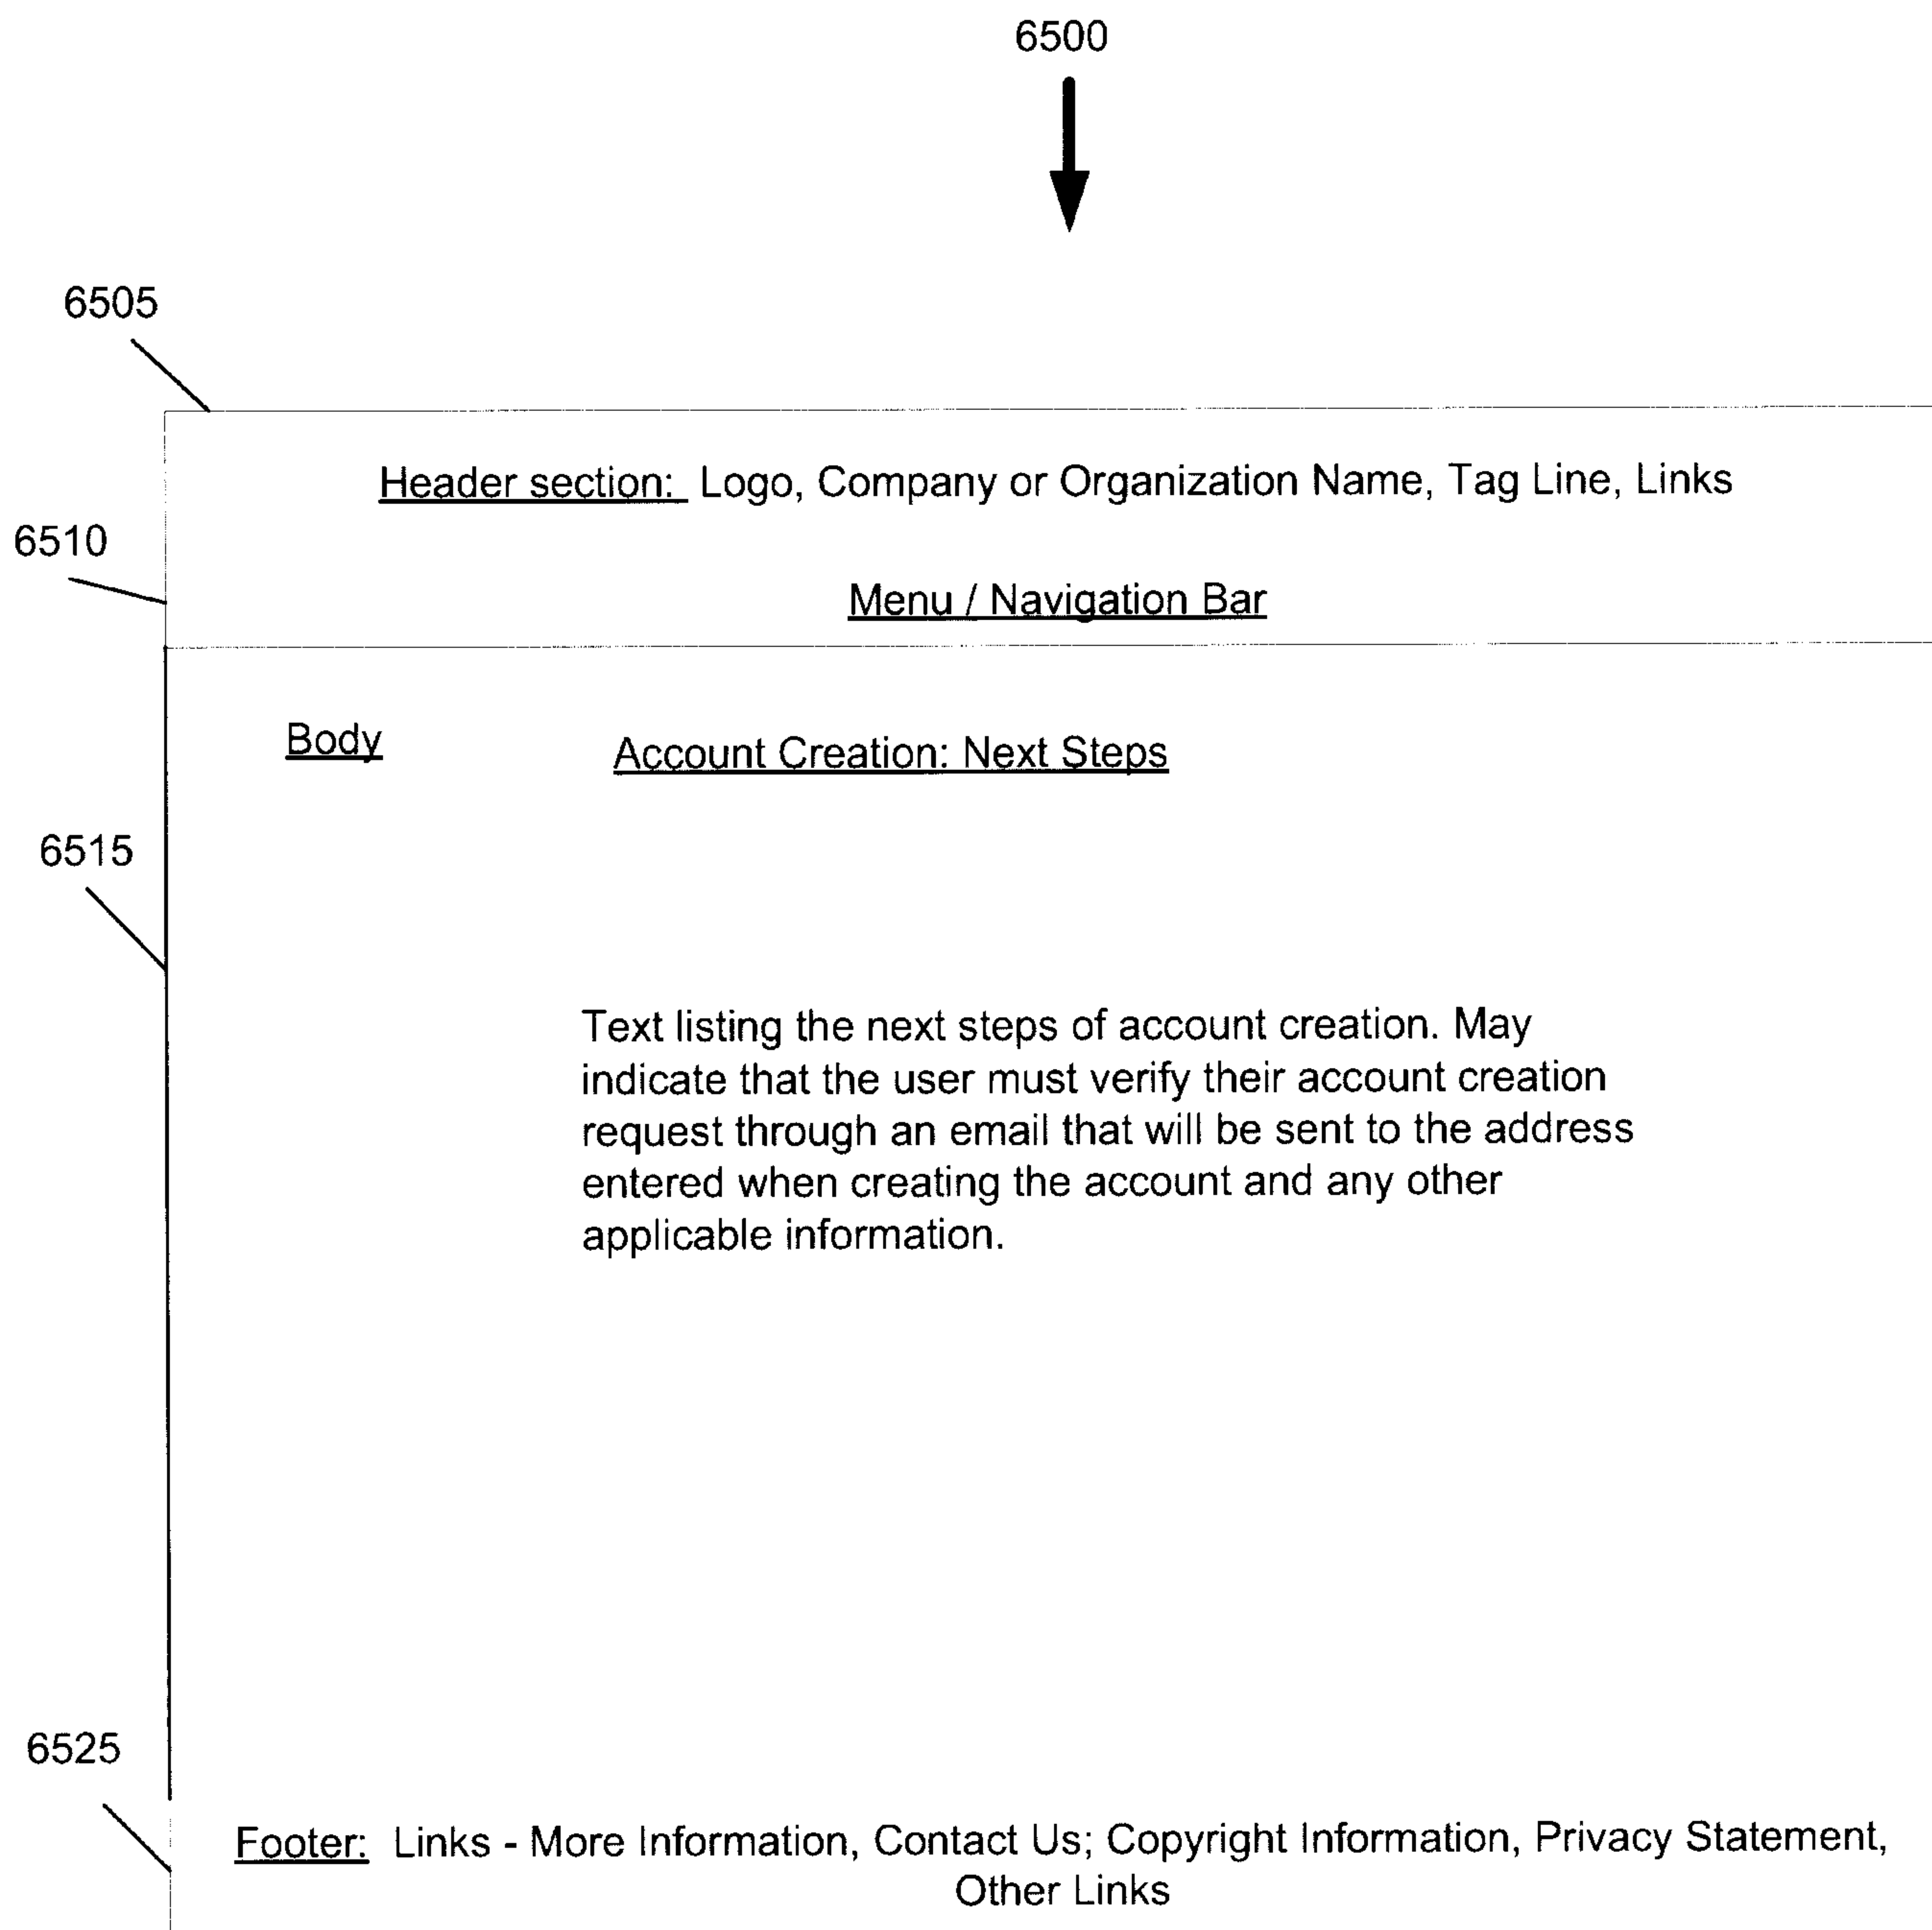 6500
6505
Header section: Logo, Company or Organization Name, Tag Line, Links
6510
Menu / Navigation Bar
Body
Account Creation: Next Steps
6515
Text listing the next steps of account creation. May
indicate that the user must verify their account creation
request through an email that will be sent to the address
entered when creating the account and any other
applicable information.
6525
Footer: Links - More Information, Contact Us; Copyright Information, Privacy Statement,
Other Links